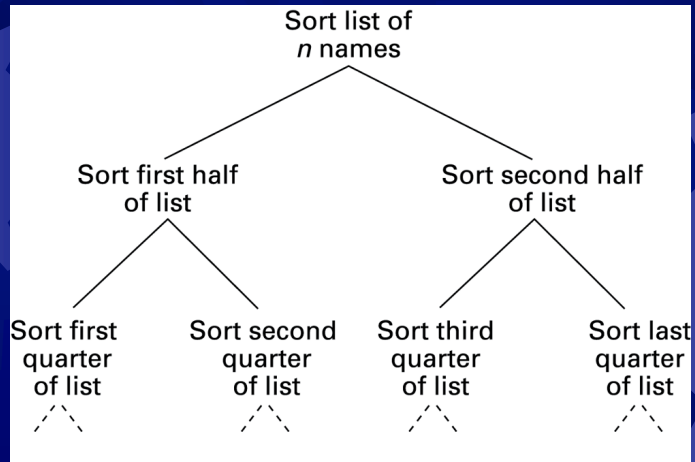 Sort list of
n names
Sort first half
of list
Sort second half
of list
Sort first
quarter
of list
Sort second
quarter
of list
Sort third
quarter
of list
Sort last
quarter
of list